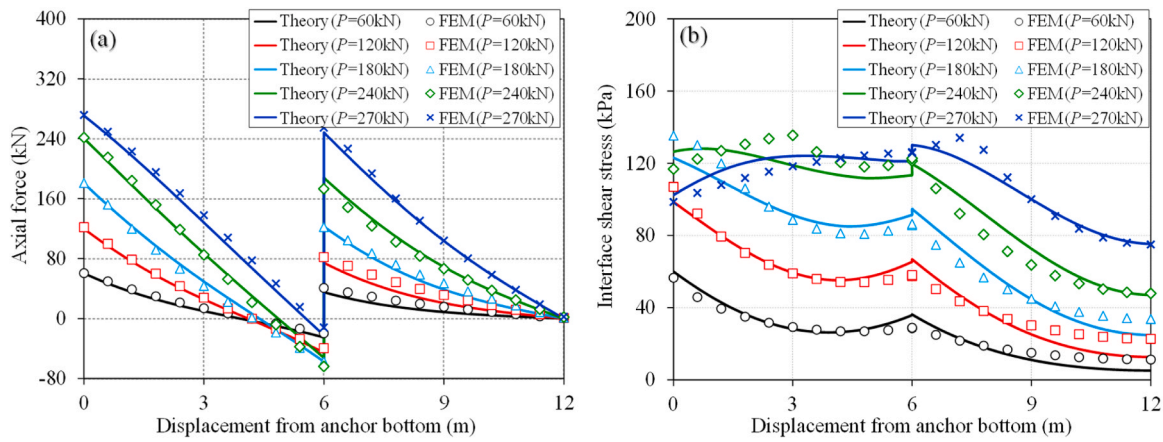 (a)
Theory (P=60kN) FEM (P=60kN)
Theory (P=120kN) FEM (P=120kN)
Theory (P=180kN) FEM (P=180kN)
Theory (P=240kN) FEM (P=240kN)
Theory (P=270kN) FEM (P=270kN)
Axial force (kN)
400
320
240
160
80
0
-80
0 3 6 9 12
Displacement from anchor bottom (m)
(b)
Theory (P=60kN) FEM (P=60kN)
Theory (P=120kN) FEM (P=120kN)
Theory (P=180kN) FEM (P=180kN)
Theory (P=240kN) FEM (P=240kN)
Theory (P=270kN) FEM (P=270kN)
Interface shear stress (kPa)
200
160
120
80
40
0
0 3 6 9 12
Displacement from anchor bottom (m)